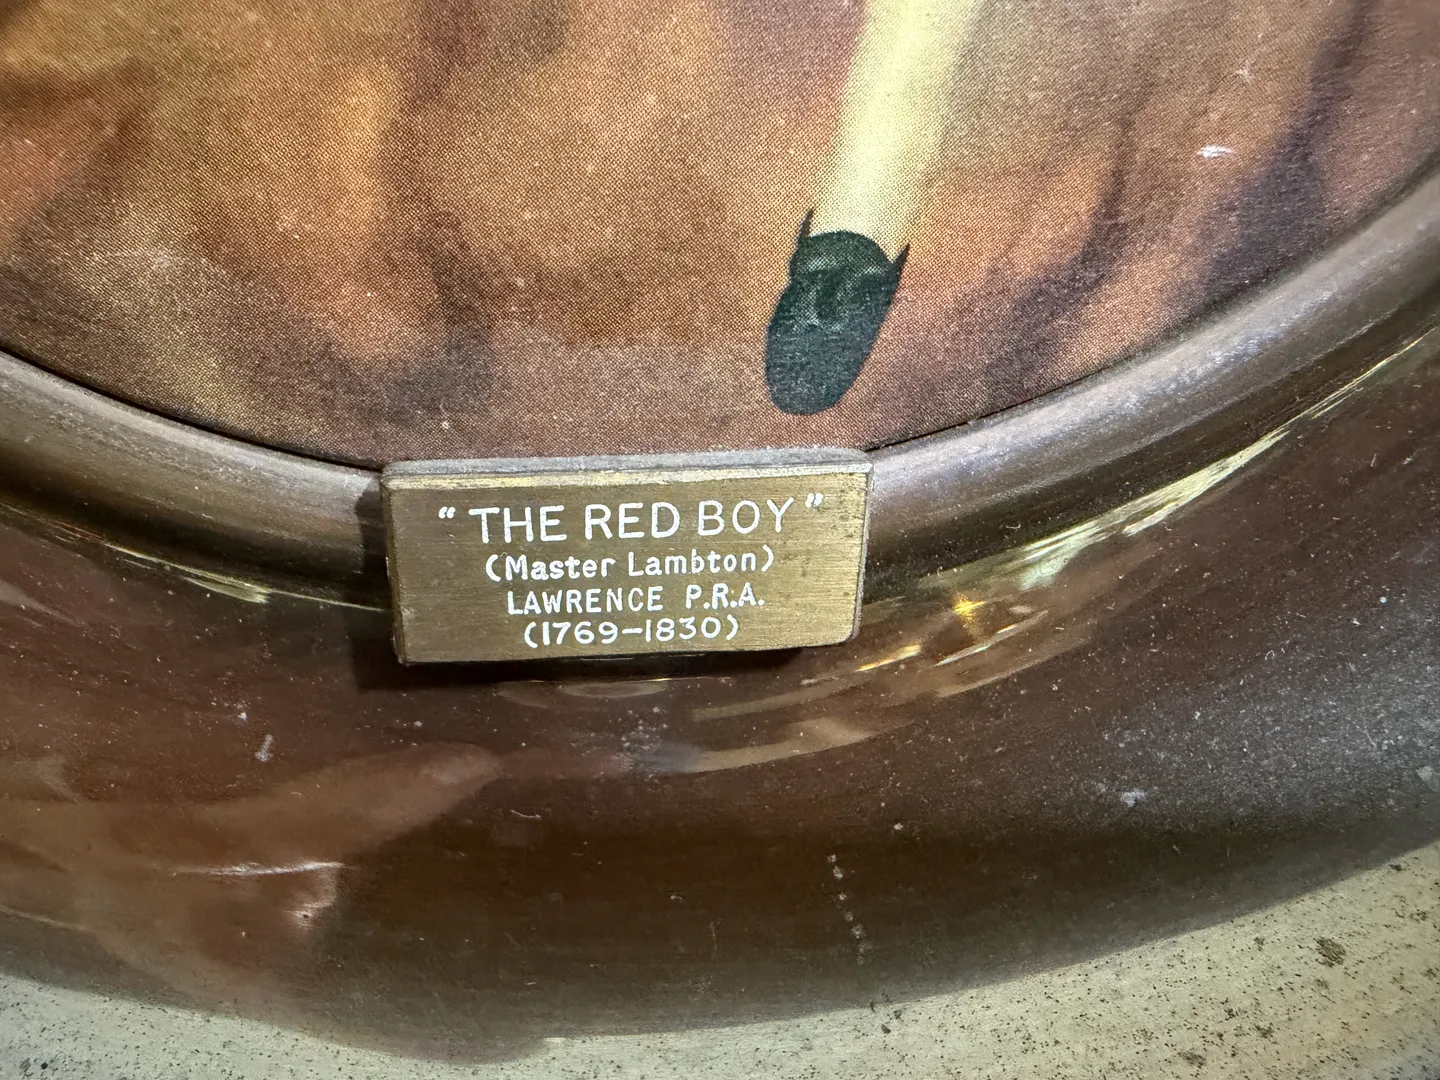 “THE RED BOY”
(Master Lambton)
LAWRENCE P.R.A.
(1769–1830)